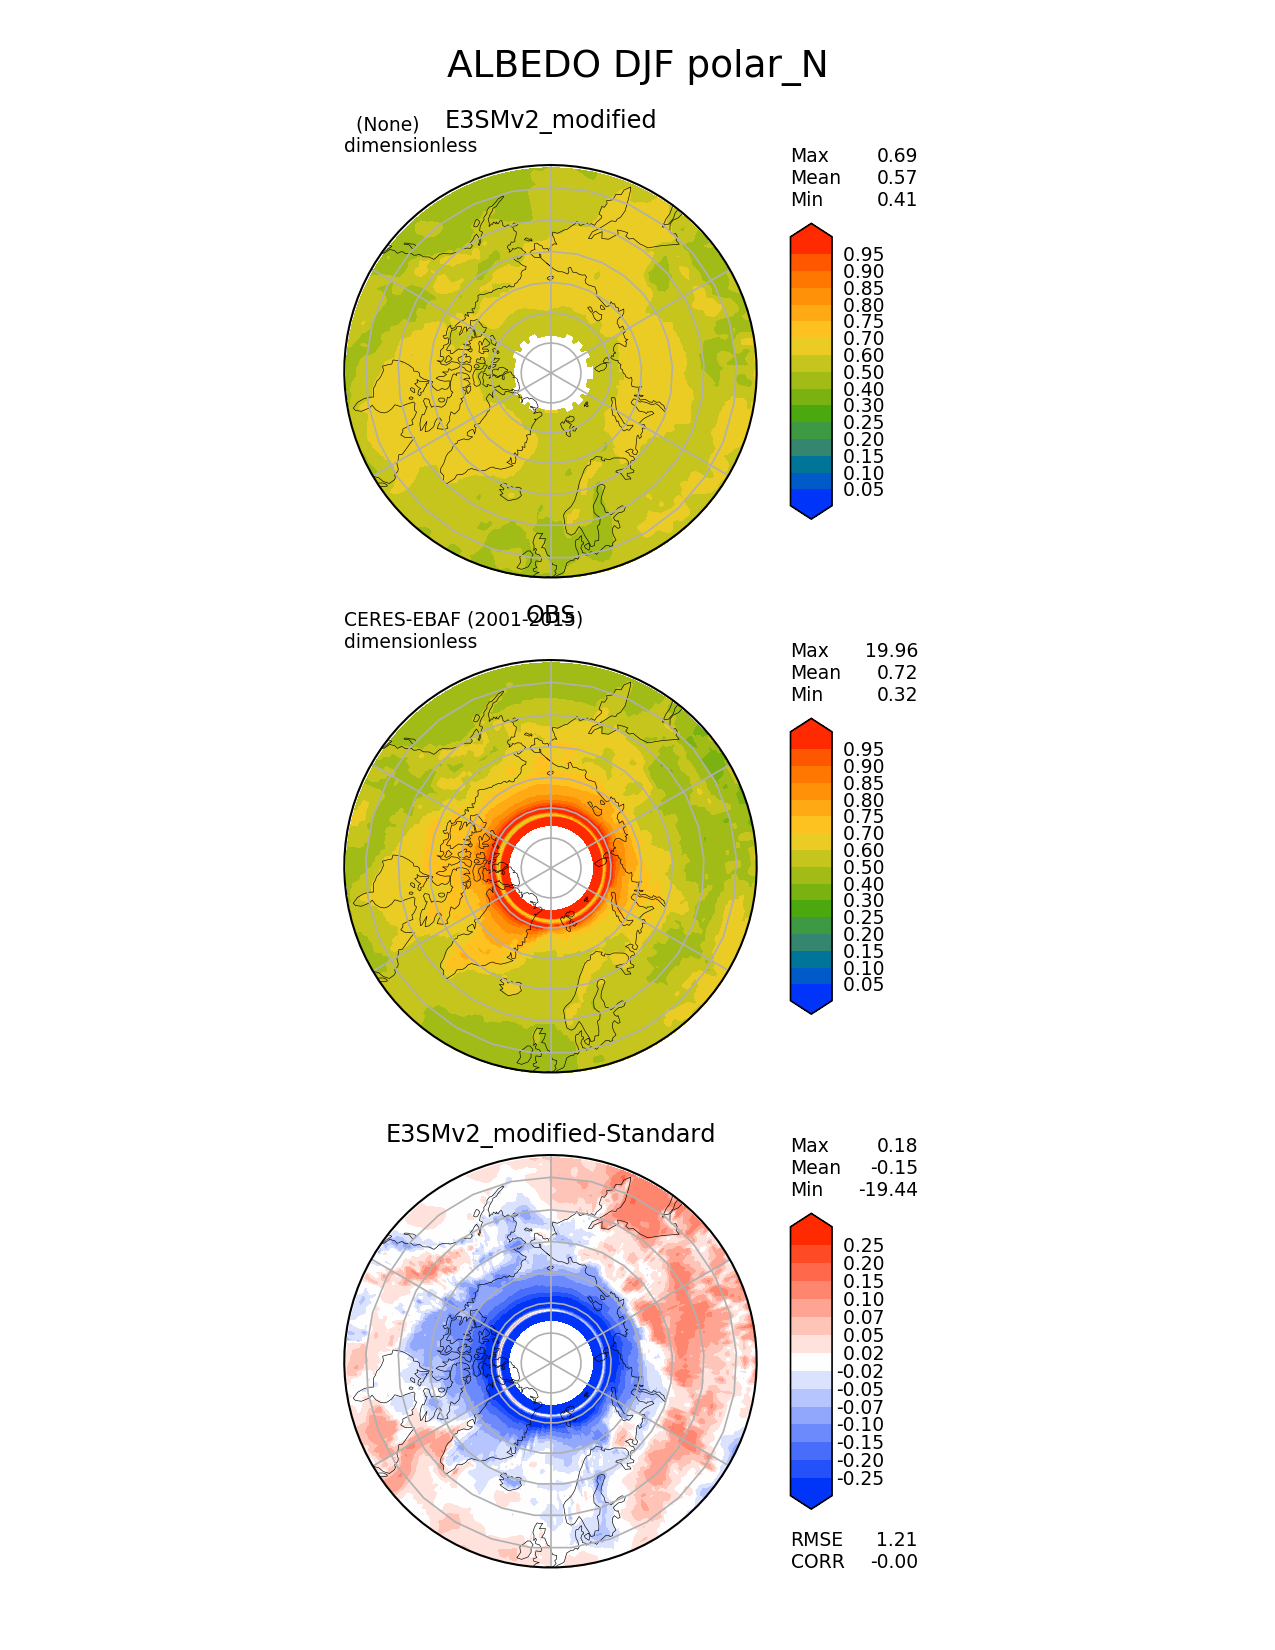 ALBEDO DJF polar_N
E3SMv2_modified
(None)
dimensionless
Max 0.69
Mean 0.57
Min 0.41
0.95
0.90
0.85
0.80
0.75
0.70
0.60
0.50
0.40
0.30
0.25
0.20
0.15
0.10
0.05
OBS
CERES-EBAF (2001-2015)
dimensionless
Max 19.96
Mean 0.72
Min 0.32
0.95
0.90
0.85
0.80
0.75
0.70
0.60
0.50
0.40
0.30
0.25
0.20
0.15
0.10
0.05
E3SMv2_modified-Standard
Max 0.18
Mean -0.15
Min -19.44
0.25
0.20
0.15
0.10
0.07
0.05
0.02
-0.02
-0.05
-0.07
-0.10
-0.15
-0.20
-0.25
RMSE 1.21
CORR -0.00